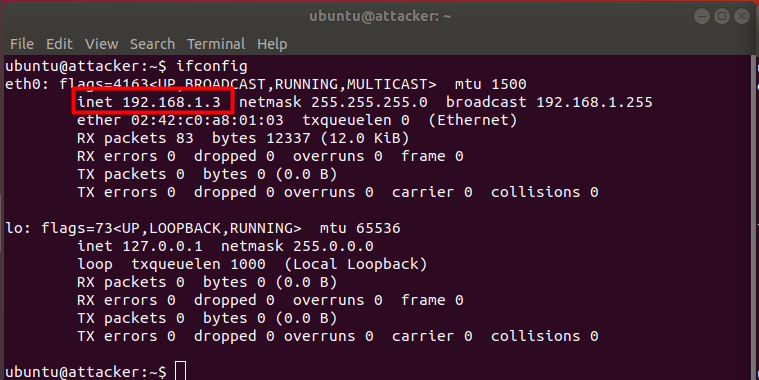 ubuntu@attacker: ~
File Edit View Search Terminal Help
ubuntu@attacker:~$ ifconfig
eth0: flags=4163<UP,BROADCAST,RUNNING,MULTICAST>  mtu 1500
        inet 192.168.1.3  netmask 255.255.255.0  broadcast 192.168.1.255
        ether 02:42:c0:a8:01:03  txqueuelen 0  (Ethernet)
        RX packets 83  bytes 12337 (12.0 KiB)
        RX errors 0  dropped 0  overruns 0  frame 0
        TX packets 0  bytes 0 (0.0 B)
        TX errors 0  dropped 0 overruns 0  carrier 0  collisions 0
lo: flags=73<UP,LOOPBACK,RUNNING>  mtu 65536
        inet 127.0.0.1  netmask 255.0.0.0
        loop  txqueuelen 1000  (Local Loopback)
        RX packets 0  bytes 0 (0.0 B)
        RX errors 0  dropped 0  overruns 0  frame 0
        TX packets 0  bytes 0 (0.0 B)
        TX errors 0  dropped 0 overruns 0  carrier 0  collisions 0
ubuntu@attacker:~$